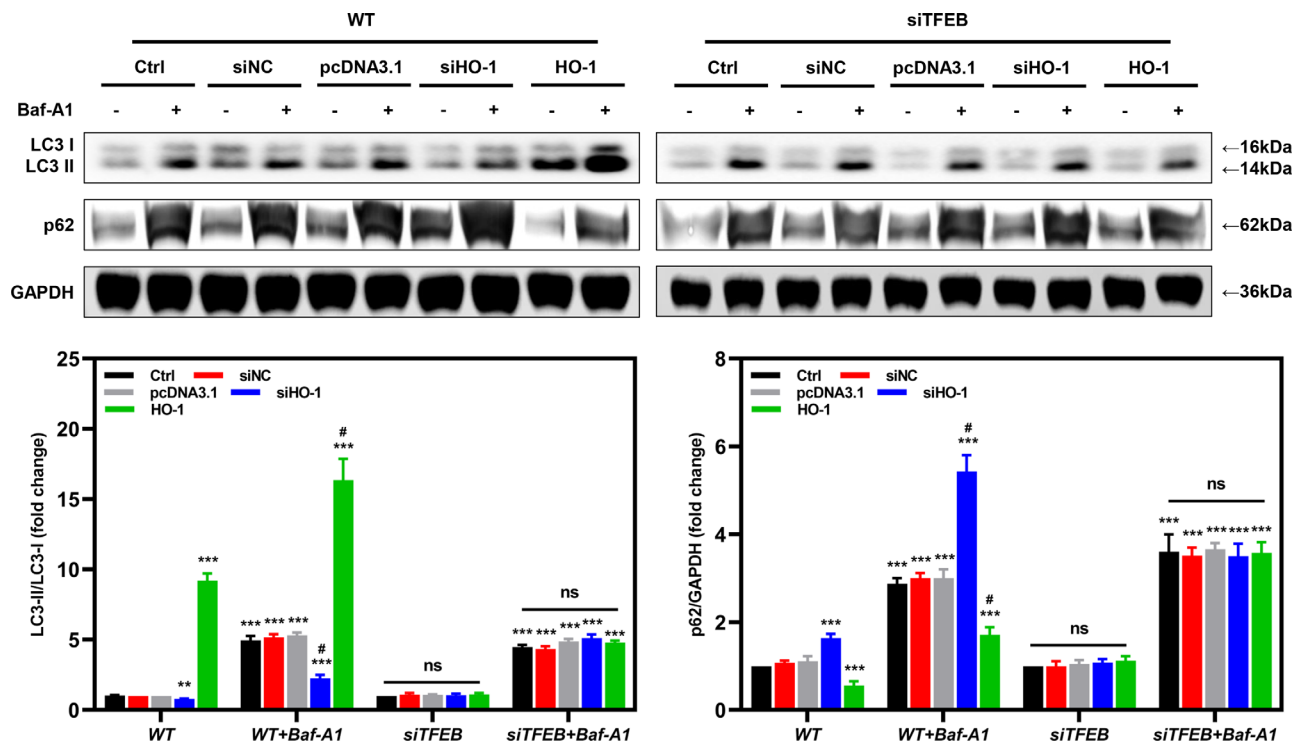 WT siTFEB
Ctrl siNC pcDNA3.1 siHO-1 HO-1 Ctrl siNC pcDNA3.1 siHO-1 HO-1
Baf-A1 - + - + - + - + - + - + - + - + - + - +
LC3 I ←16kDa
LC3 II ←14kDa
p62 ←62kDa
GAPDH ←36kDa
LC3-II/LC3-I (fold change)
25
20
15
10
5
0
Ctrl siNC
pcDNA3.1 siHO-1
HO-1
** ***
*** *** *** # *** # ***
ns
ns
*** *** *** *** ***
WT WT+Baf-A1 siTFEB siTFEB+Baf-A1
p62/GAPDH (fold change)
8
6
4
2
0
Ctrl siNC
pcDNA3.1 siHO-1
HO-1
*** ***
*** *** *** # *** # ***
ns
ns
*** *** *** *** ***
WT WT+Baf-A1 siTFEB siTFEB+Baf-A1